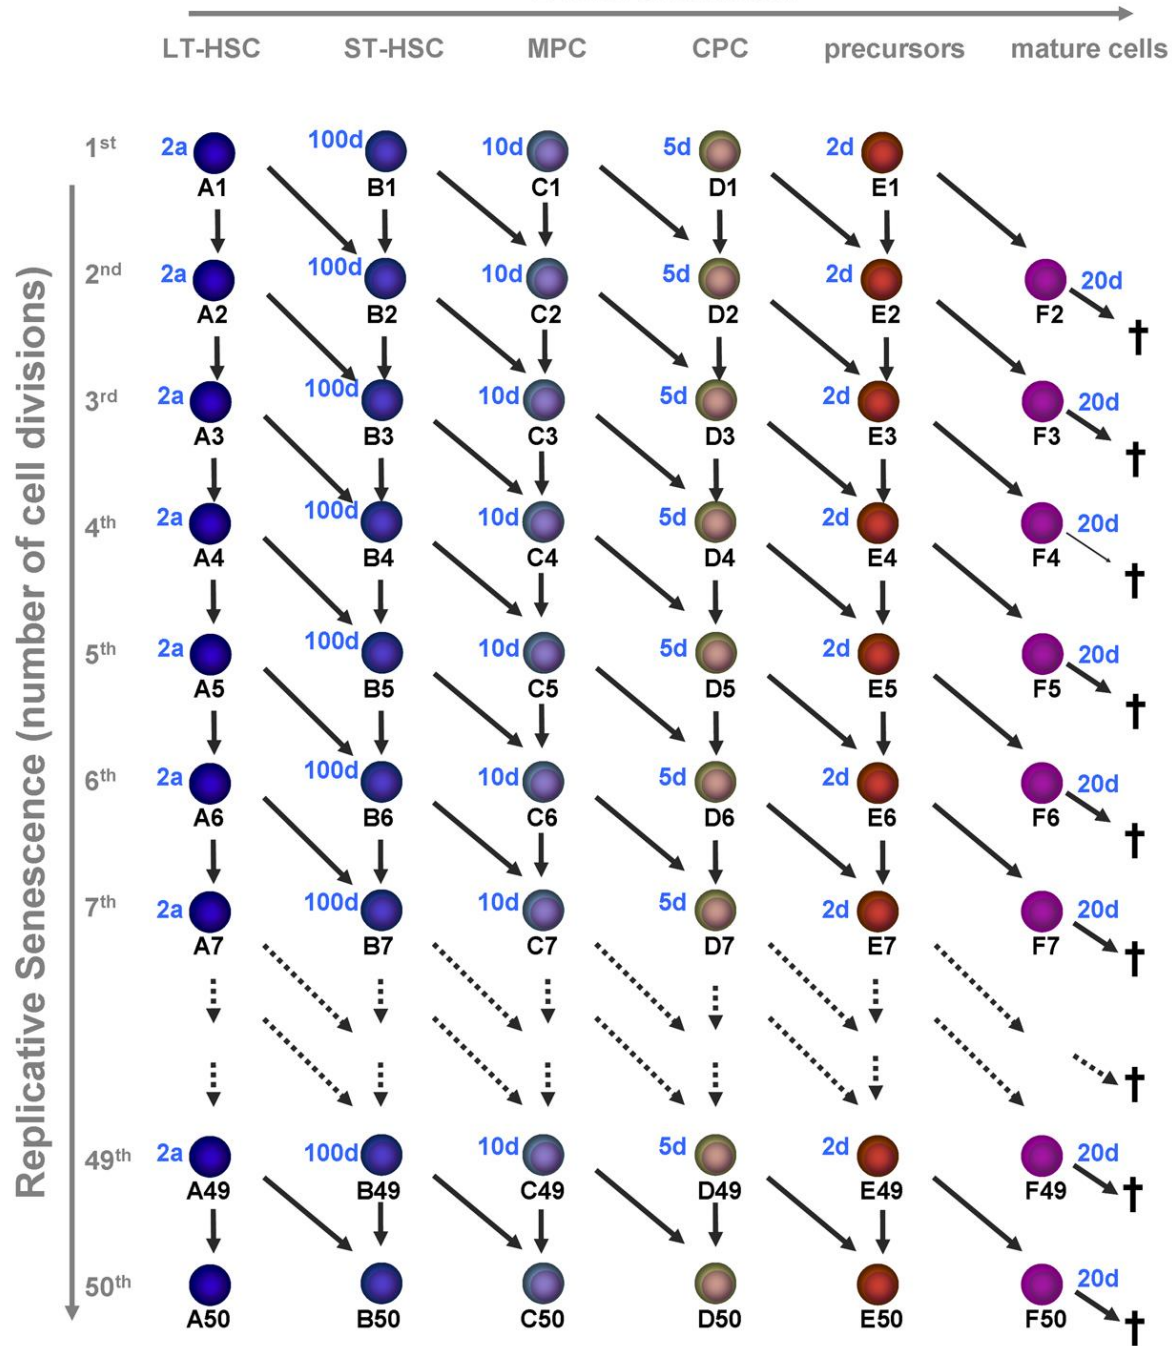 LT-HSC ST-HSC MPC CPC precursors mature cells
Replicative Senescence (number of cell divisions)
1st 2a 100d 10d 5d 2d
A1 B1 C1 D1 E1
2nd 2a 100d 10d 5d 2d 20d
A2 B2 C2 D2 E2 F2
3rd 2a 100d 10d 5d 2d 20d
A3 B3 C3 D3 E3 F3
4th 2a 100d 10d 5d 2d 20d
A4 B4 C4 D4 E4 F4
5th 2a 100d 10d 5d 2d 20d
A5 B5 C5 D5 E5 F5
6th 2a 100d 10d 5d 2d 20d
A6 B6 C6 D6 E6 F6
7th 2a 100d 10d 5d 2d 20d
A7 B7 C7 D7 E7 F7
49th 2a 100d 10d 5d 2d 20d
A49 B49 C49 D49 E49 F49
50th 20d
A50 B50 C50 D50 E50 F50